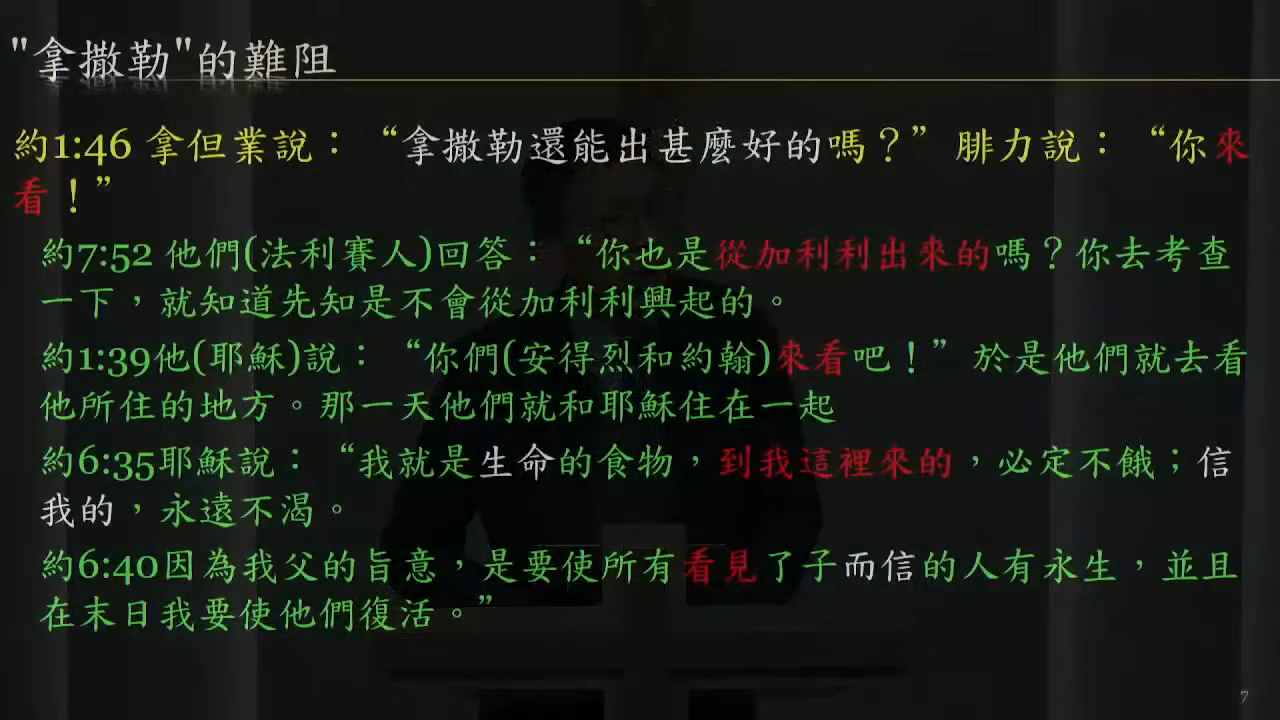 "拿撒勒"的難阻
約1:46 拿但業說：“拿撒勒還能出甚麼好的嗎？”腓力說：“你來
看！”
約7:52 他們(法利賽人)回答：“你也是從加利利出來的嗎？你去考查
一下，就知道先知是不會從加利利興起的。
約1:39他(耶穌)說：“你們(安得烈和約翰)來看吧！”於是他們就去看
他所住的地方。那一天他們就和耶穌住在一起
約6:35耶穌說：“我就是生命的食物，到我這裡來的，必定不餓；信
我的，永遠不渴。
約6:40因為我父的旨意，是要使所有看見了子而信的人有永生，並且
在末日我要使他們復活。”
7